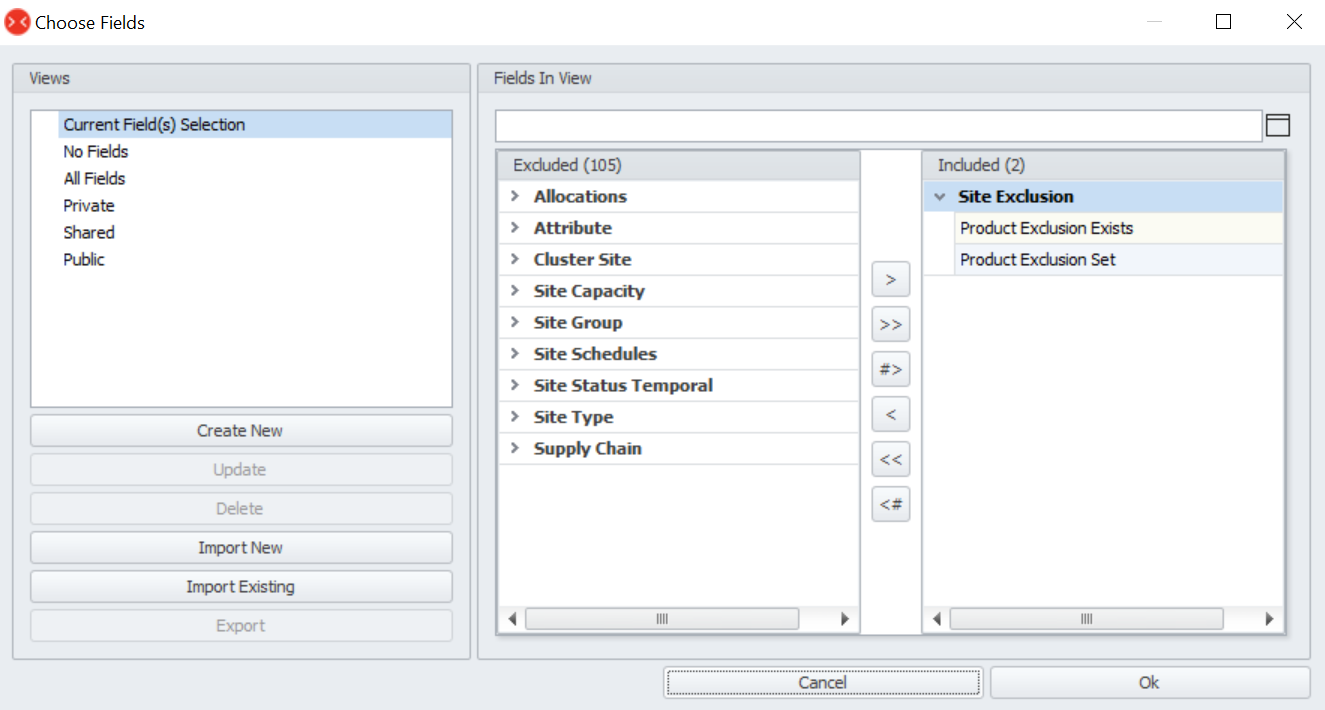 Choose Fields
Views
Current Field(s) Selection
No Fields
All Fields
Private
Shared
Public
Create New
Update
Delete
Import New
Import Existing
Export
Fields In View
Excluded (105)
Allocations
Attribute
Cluster Site
Site Capacity
Site Group
Site Schedules
Site Status Temporal
Site Type
Supply Chain
>
>>
#>
<
<<
<#
Included (2)
Site Exclusion
Product Exclusion Exists
Product Exclusion Set
Cancel
Ok